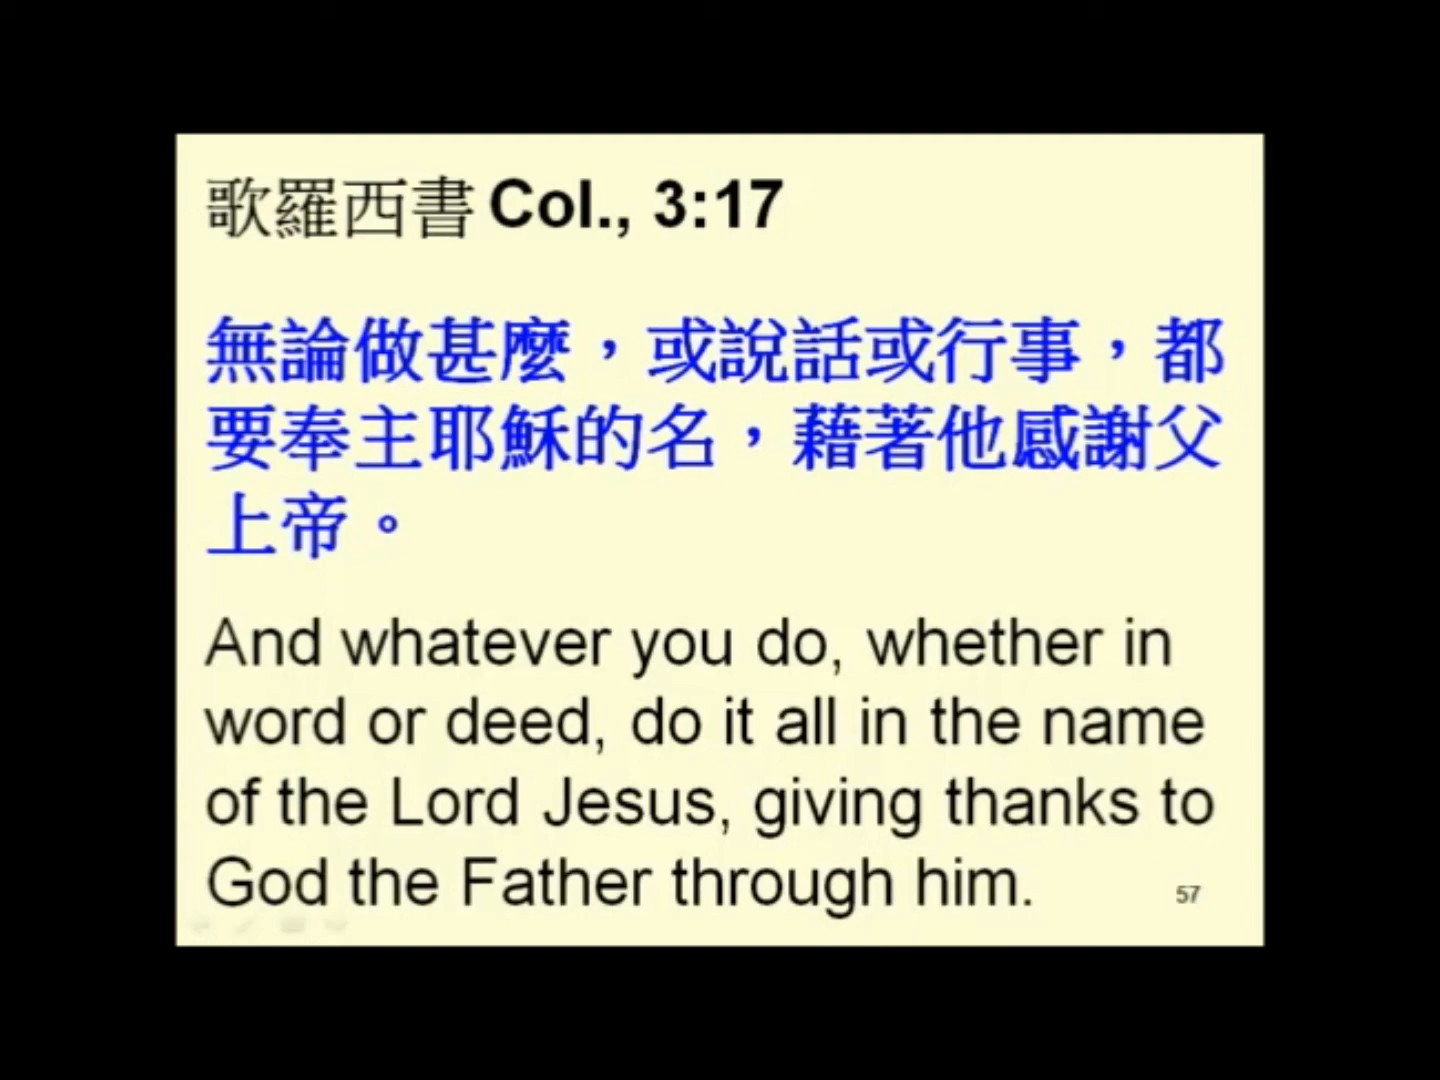 歌羅西書 Col., 3:17
無論做甚麼，或說話或行事，都
要奉主耶穌的名，藉著他感謝父
上帝。
And whatever you do, whether in
word or deed, do it all in the name
of the Lord Jesus, giving thanks to
God the Father through him.
57